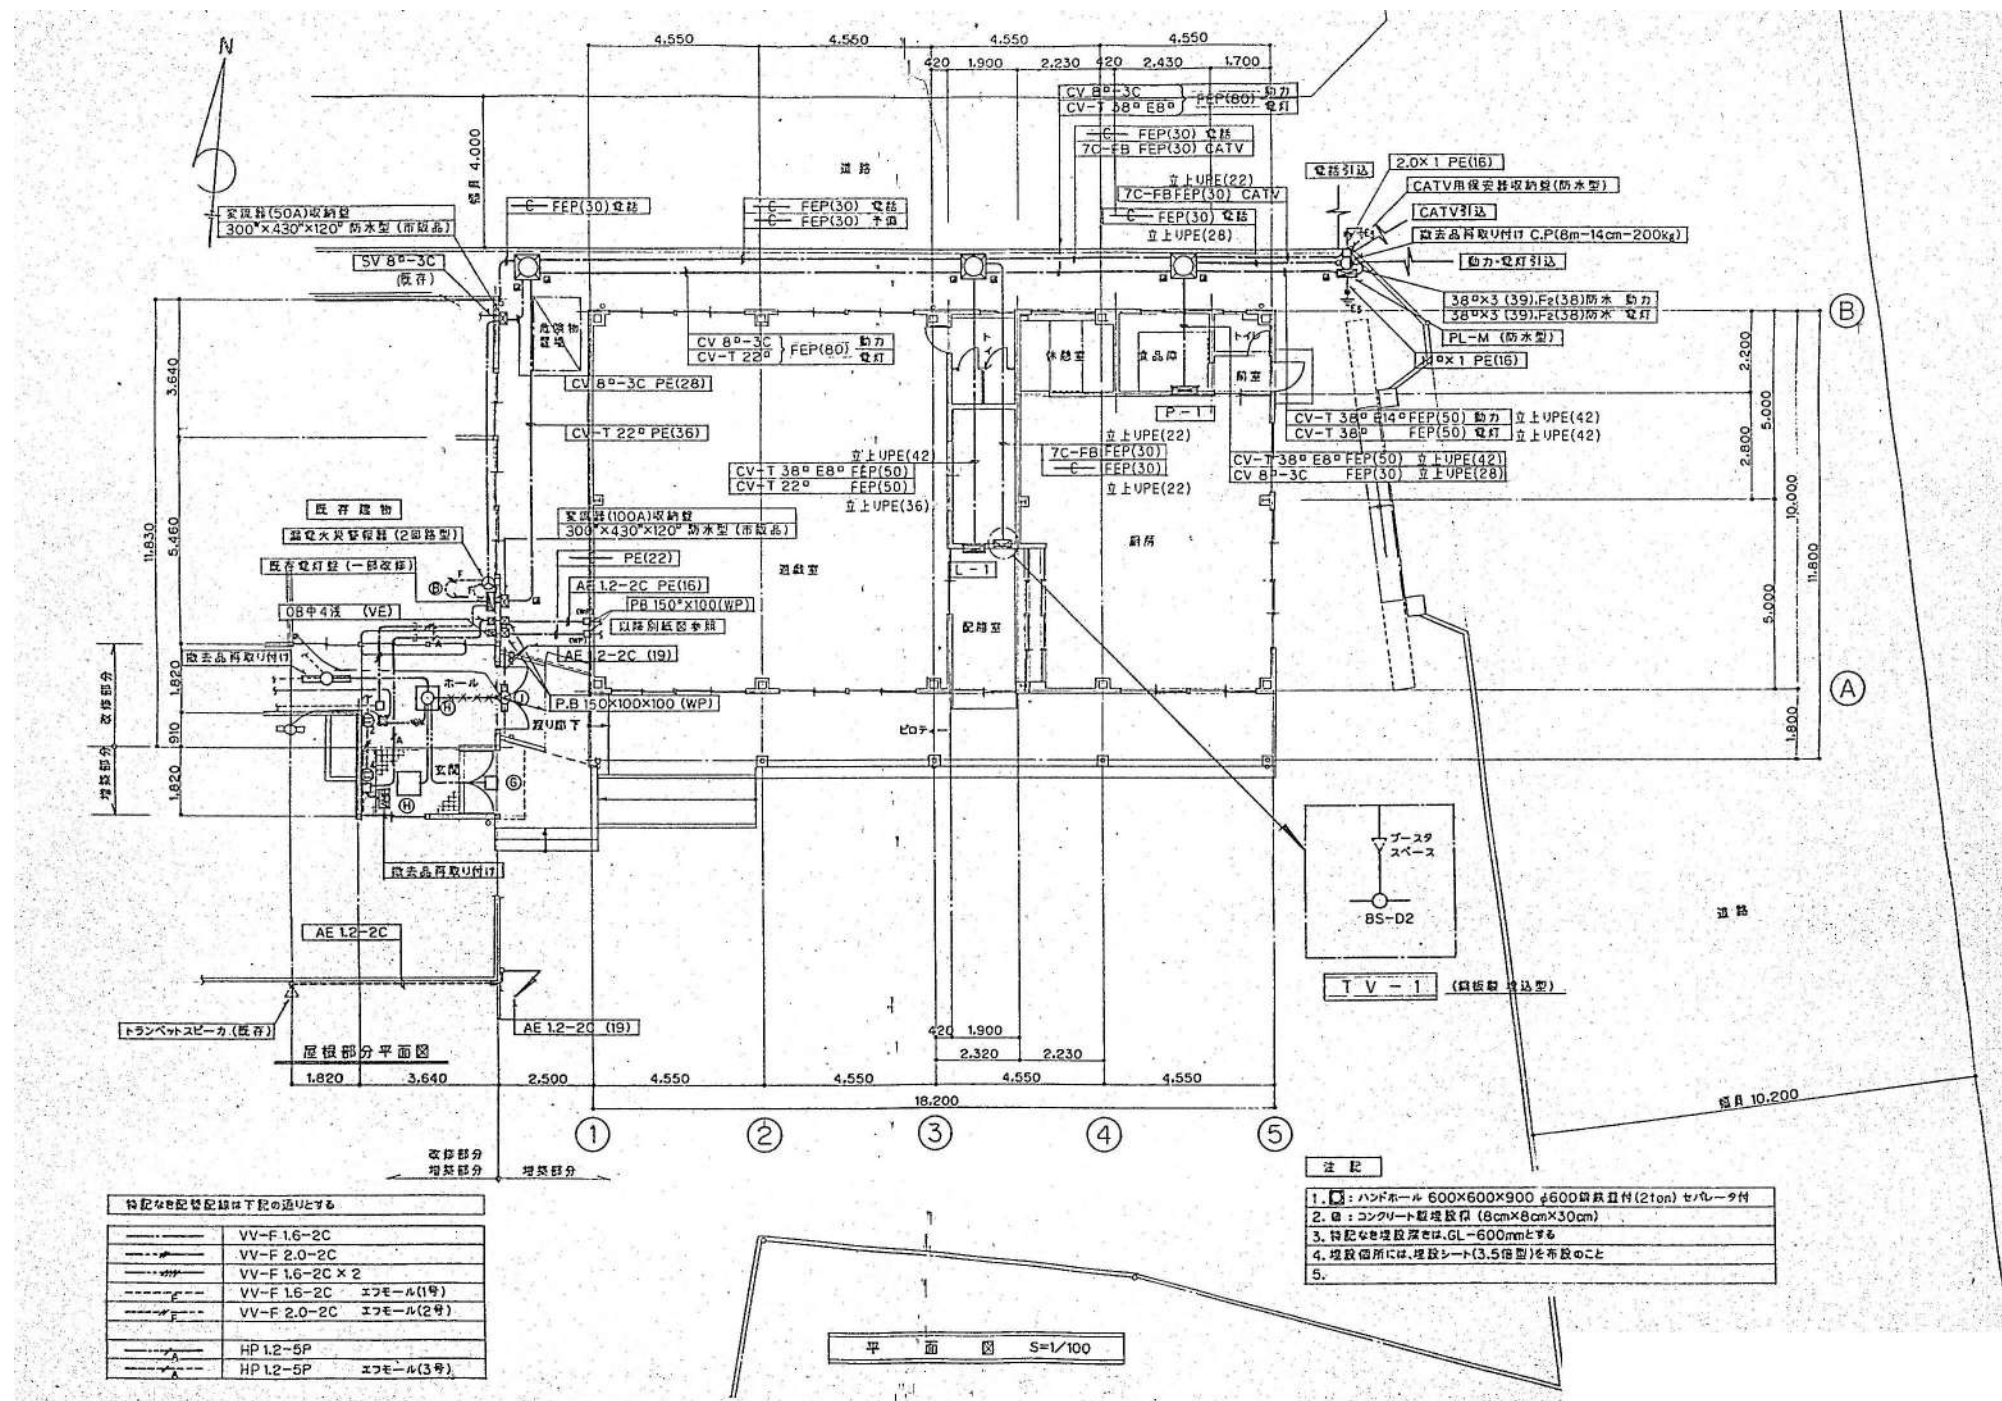 N
4.550
4.550
4.550
4.550
420
1.900
2.230
420
2.430
1.700
CV 8□-3C 動力
CV-T 38□ E8□ FEP(80) 電灯
C FEP(30) 電話
7C-FB FEP(30) CATV
立上りPE(22)
7C-FB FEP(30) CATV
C FEP(30) 電話
立上りPE(28)
電話引込
2.0×1 PE(16)
CATV用保安器収納盤(防水型)
CATV引込
撤去品再取り付け C.P(8m-14cm-200kg)
動力・電灯引込
38□×3 (39).F2(38)防水 動力
38□×3 (39).F2(38)防水 電灯
PL-M (防水型)
×1 PE(16)
道路
幅員 4.000
変流器(50A)収納盤
300×430×120 防水型 (市販品)
C FEP(30) 電話
C FEP(30) 電話
C FEP(30) 予備
SV 8□-3C
(既存)
危険物
CV 8□-3C 動力
CV-T 22□ FEP(80) 電灯
CV 8□-3C PE(28)
CV-T 22□ PE(36)
トイレ
休憩室
食品庫
トイレ
前室
P-1
B
2.200
2.800
5.000
5.000
10.000
11.800
1.800
A
CV-T 38□ E14□ FEP(50) 動力 立上りPE(42)
CV-T 38□ FEP(50) 電灯 立上りPE(42)
CV-T 38□ E8□ FEP(50) 立上りPE(42)
CV 8□-3C FEP(30) 立上りPE(28)
立上りPE(42)
CV-T 38□ E8□ FEP(50)
CV-T 22□ FEP(50)
立上りPE(36)
立上りPE(22)
7C-FB FEP(30)
C FEP(30)
立上りPE(22)
3.640
5.460
11.830
1.820
910
1.820
改修部分
増築部分
既存建物
漏電火災警報器 (2回路型)
既存電灯盤 (一部改修)
OB中4浅 (VE)
撤去品再取り付け
変流器(100A)収納盤
300×430×120 防水型 (市販品)
PE(22)
AE 1.2-2C PE(16)
PB 150×100(WP)
以降別紙図参照
AE 1.2-2C (19)
P.B 150×100×100 (WP)
遊戯室
厨房
L-1
配膳室
ピロティー
ホール
渡り廊下
玄関
B
H
I
G
H
撤去品再取り付け
AE 1.2-2C
AE 1.2-2C (19)
トランペットスピーカ (既存)
屋根部分平面図
ブースタ
スペース
BS-D2
TV-1 (鋼板製 埋込型)
道路
幅員 10.200
420
1.900
2.320
2.230
1.820
3.640
2.500
4.550
4.550
4.550
4.550
18.200
1
2
3
4
5
改修部分
増築部分
増築部分
特記なき配管配線は下記の通りとする
VV-F 1.6-2C
VV-F 2.0-2C
VV-F 1.6-2C × 2
F VV-F 1.6-2C エフモール(1号)
F VV-F 2.0-2C エフモール(2号)
A HP 1.2-5P
A HP 1.2-5P エフモール(3号)
平面図 S=1/100
注記
1. : ハンドホール 600×600×900 φ600鋳鉄蓋付(2ton) セパレータ付
2. : コンクリート製埋設標 (8cm×8cm×30cm)
3. 特記なき埋設深さは、GL-600mmとする
4. 埋設個所には、埋設シート(3.5倍型)を布設のこと
5.